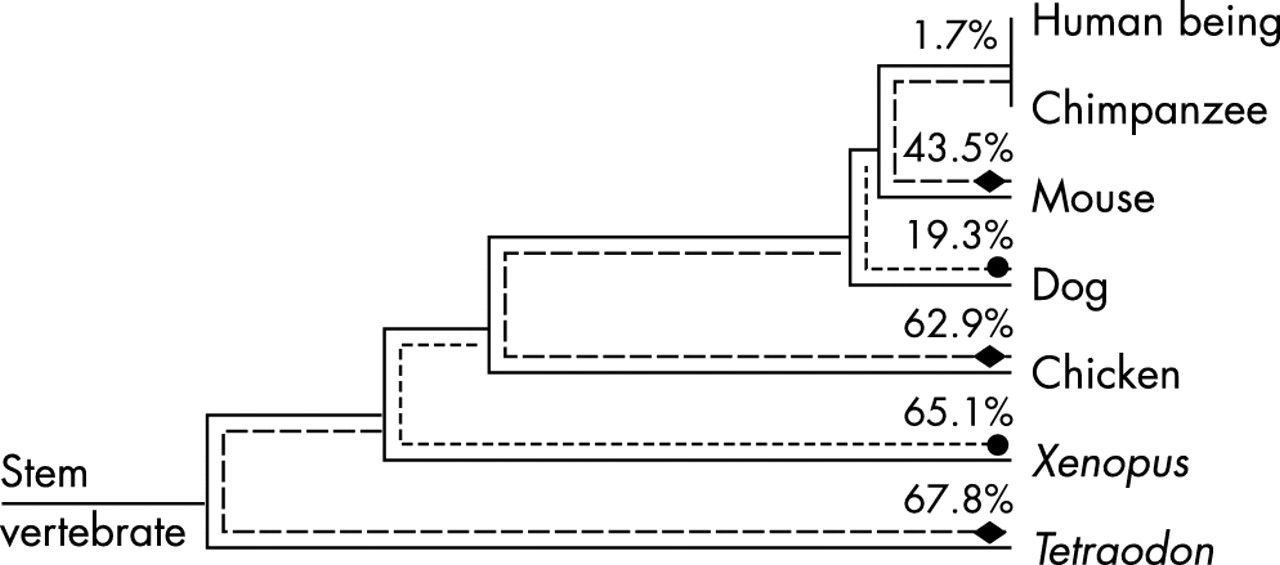 1.7%
Human being
Chimpanzee
43.5%
Mouse
19.3%
Dog
62.9%
Chicken
65.1%
Xenopus
Stem
vertebrate
67.8%
Tetraodon